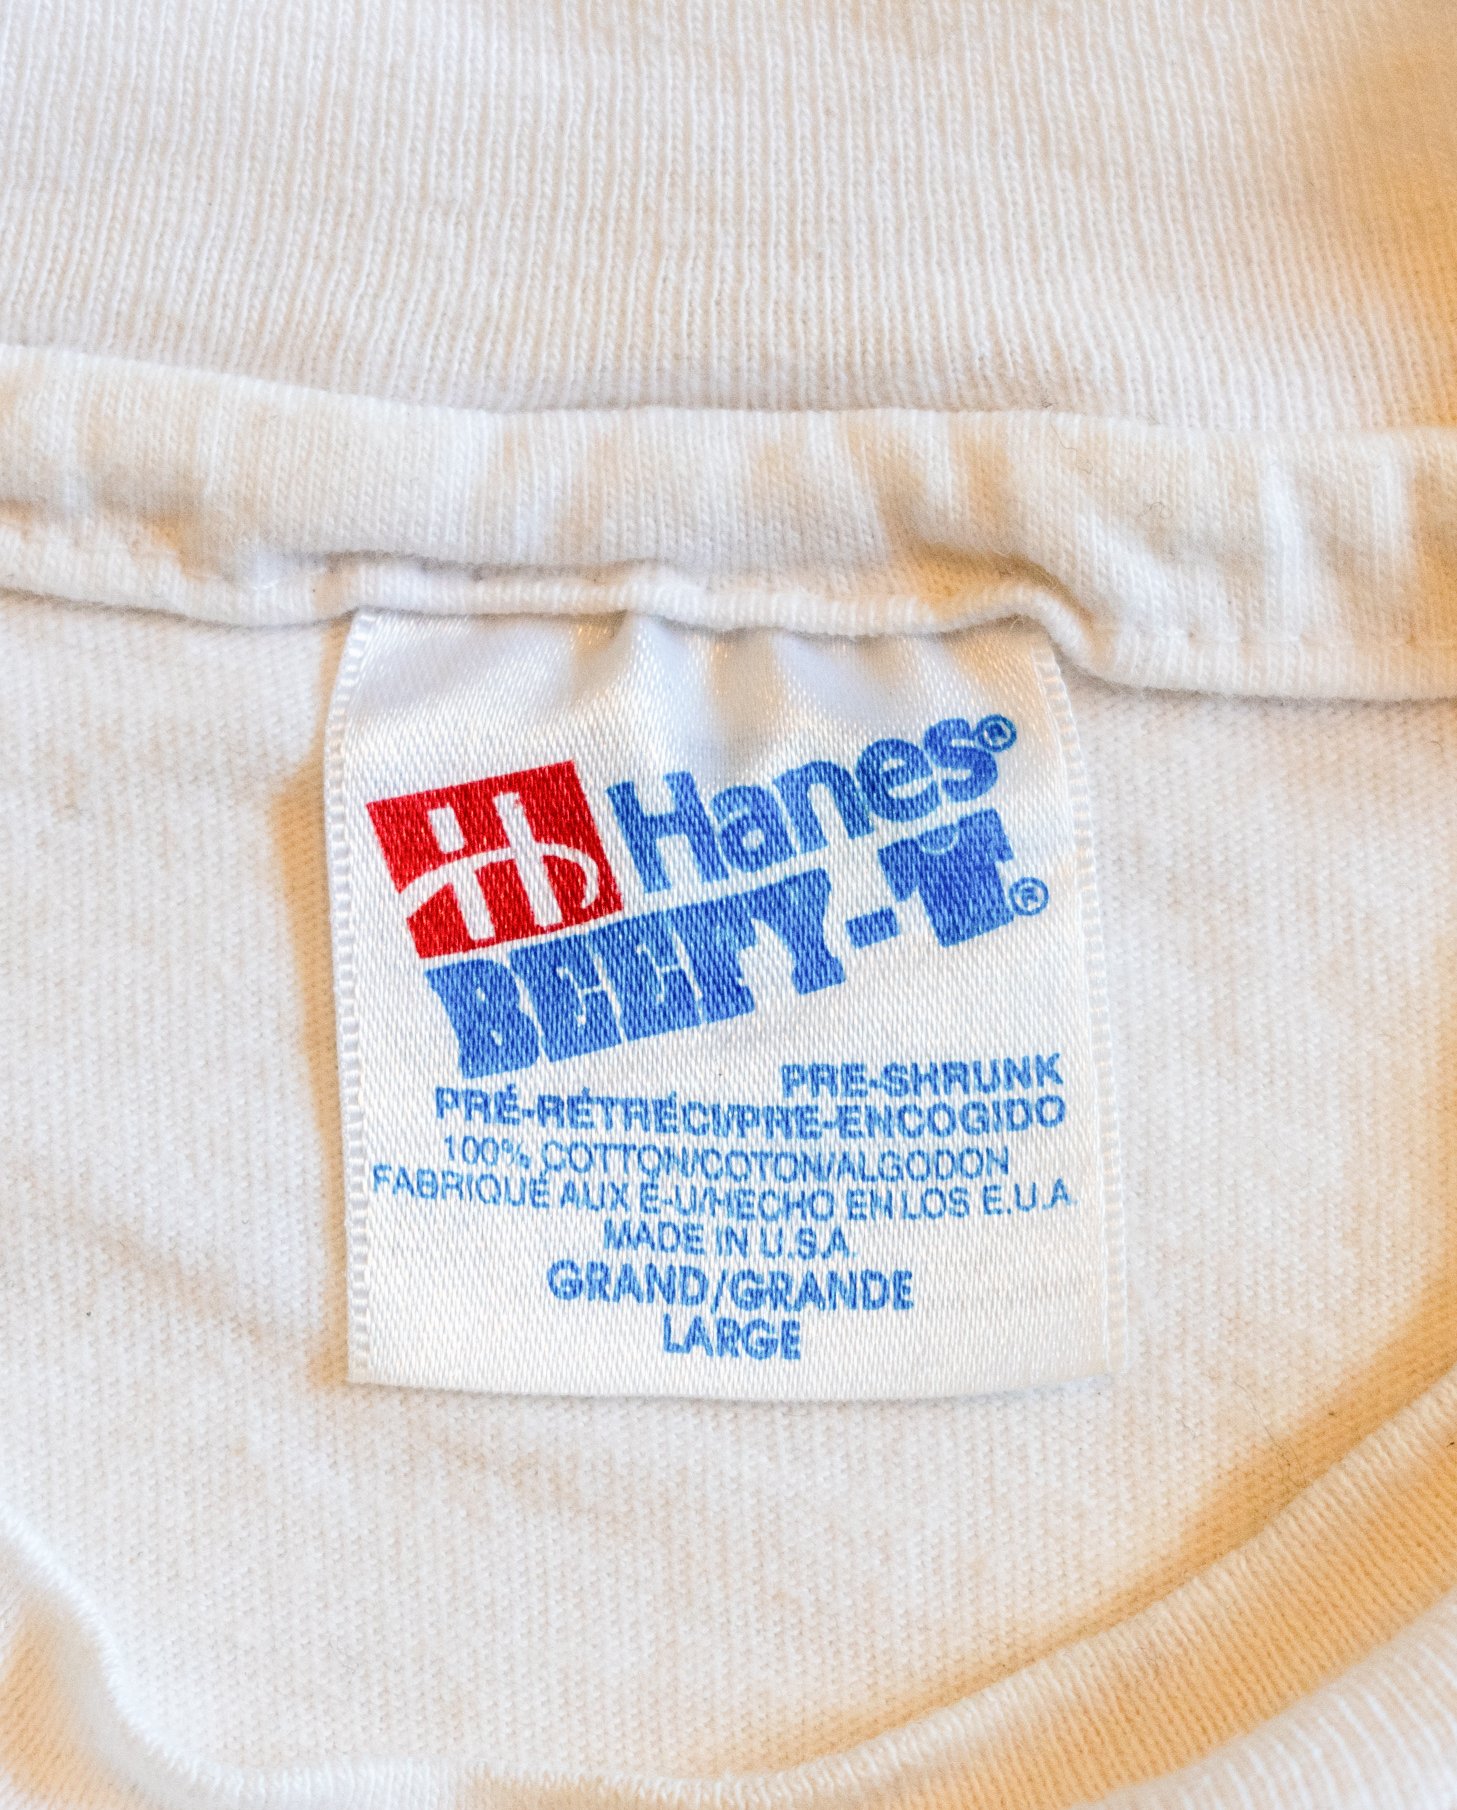 Hanes®
BEEFY-T®
PRE-SHRUNK
PRÉ-RÉTRÉCI/PRE-ENCOGIDO
100% COTTON/COTON/ALGODON
FABRIQUÉ AUX É-U/HECHO EN LOS E.U.A.
MADE IN U.S.A.
GRAND/GRANDE
LARGE